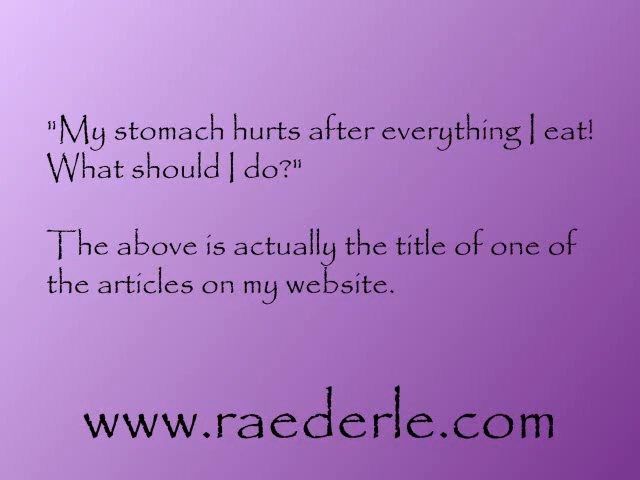 "My stomach hurts after everything I eat!
What should I do?"
The above is actually the title of one of
the articles on my website.
www.raederle.com